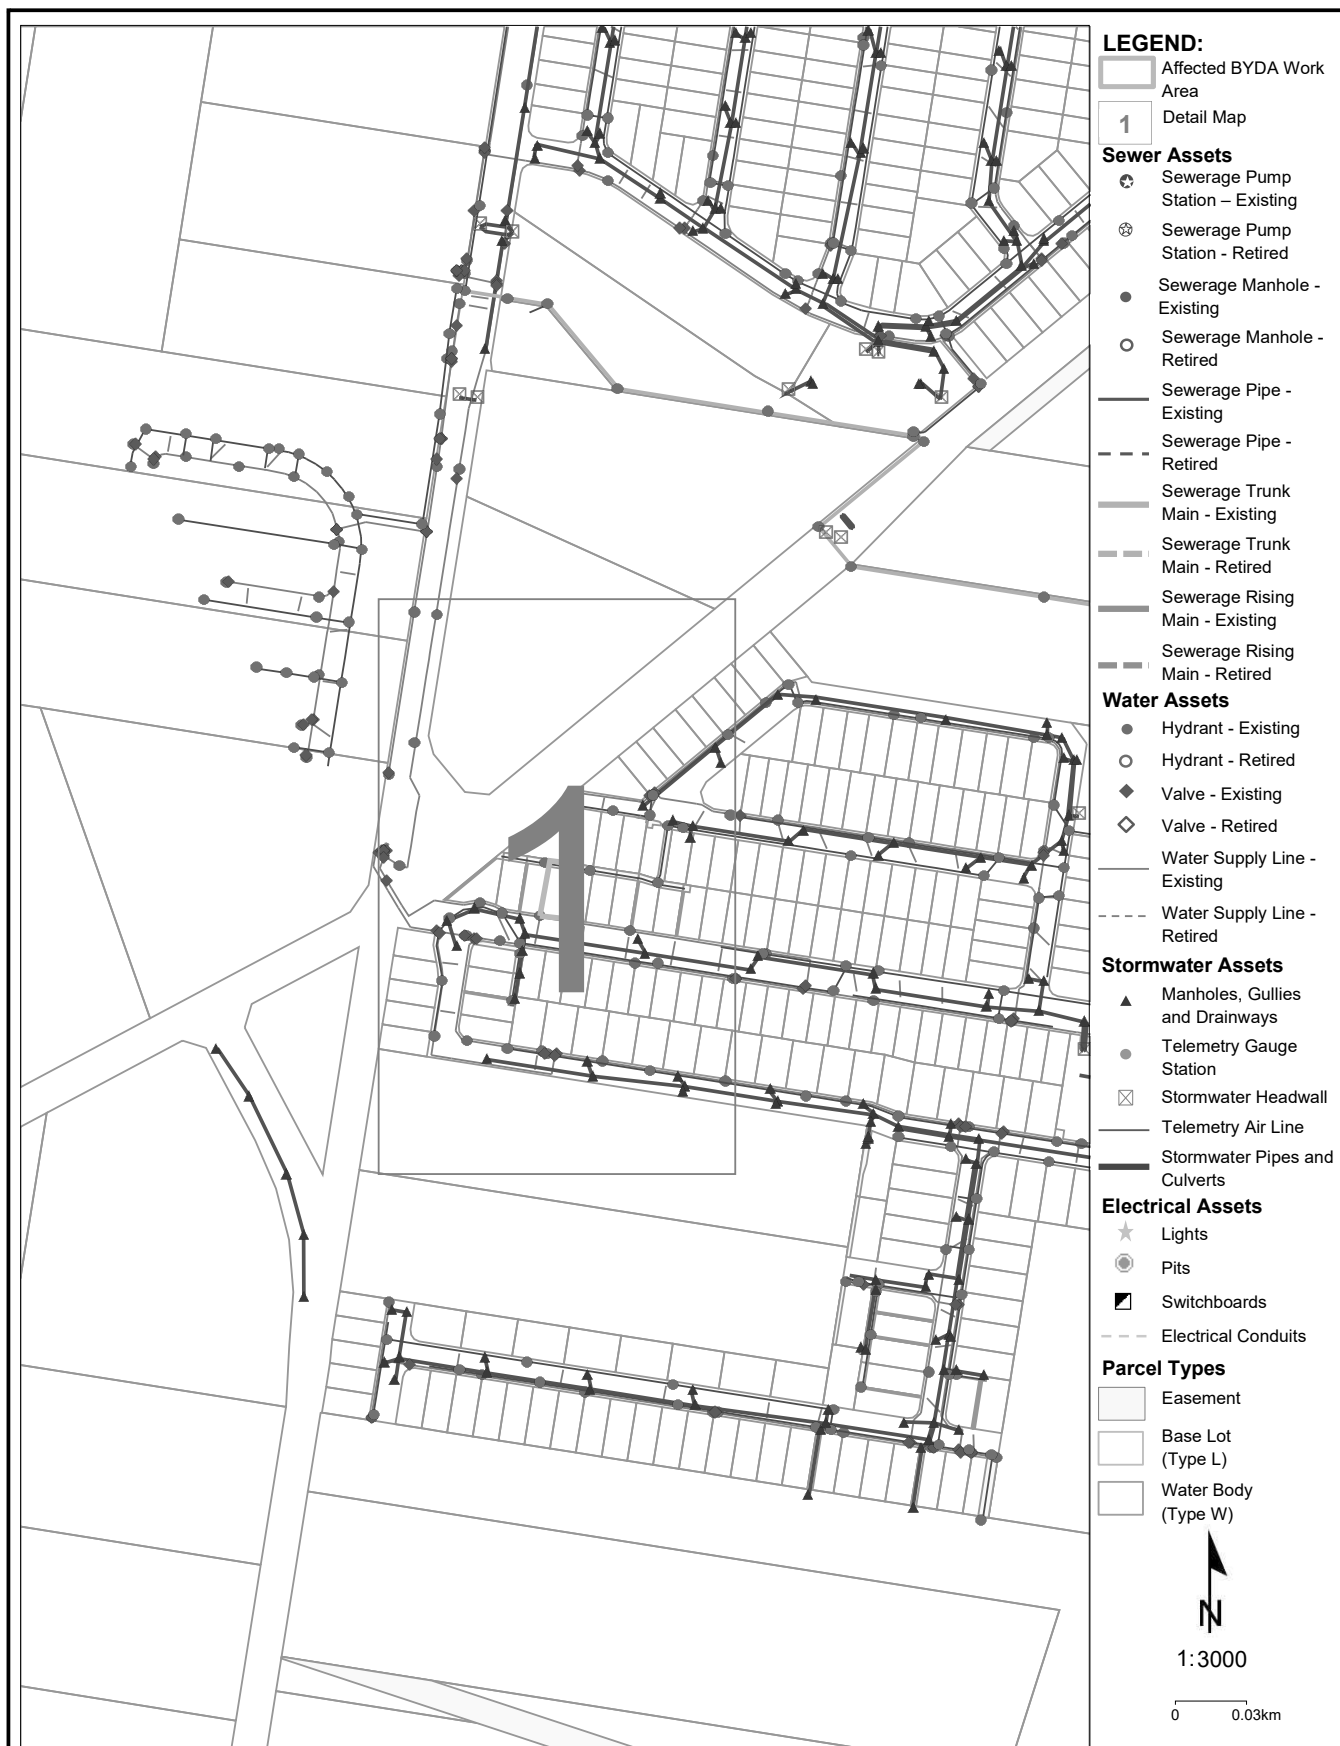 LEGEND:
Affected BYDA Work
Area
1
Detail Map
Sewer Assets
Sewerage Pump
Station – Existing
Sewerage Pump
Station - Retired
Sewerage Manhole -
Existing
Sewerage Manhole -
Retired
Sewerage Pipe -
Existing
Sewerage Pipe -
Retired
Sewerage Trunk
Main - Existing
Sewerage Trunk
Main - Retired
Sewerage Rising
Main - Existing
Sewerage Rising
Main - Retired
Water Assets
Hydrant - Existing
Hydrant - Retired
Valve - Existing
Valve - Retired
Water Supply Line -
Existing
Water Supply Line -
Retired
Stormwater Assets
Manholes, Gullies
and Drainways
Telemetry Gauge
Station
Stormwater Headwall
Telemetry Air Line
Stormwater Pipes and
Culverts
Electrical Assets
Lights
Pits
Switchboards
Electrical Conduits
Parcel Types
Easement
Base Lot
(Type L)
Water Body
(Type W)
N
1:3000
0 0.03km
1